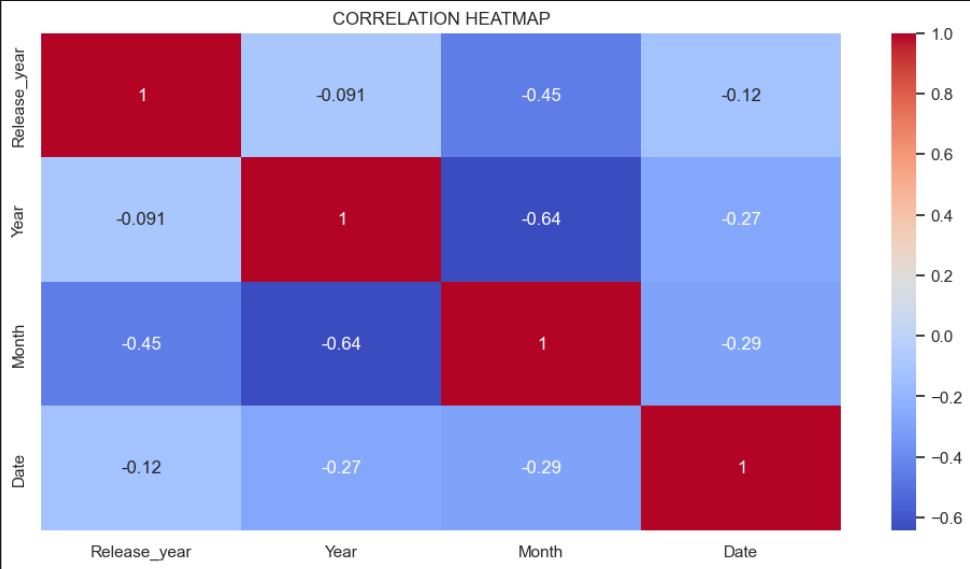 CORRELATION HEATMAP
Release_year 1 -0.091 -0.45 -0.12
Year -0.091 1 -0.64 -0.27
Month -0.45 -0.64 1 -0.29
Date -0.12 -0.27 -0.29 1
Release_year Year Month Date
1.0
0.8
0.6
0.4
0.2
0.0
−0.2
−0.4
−0.6